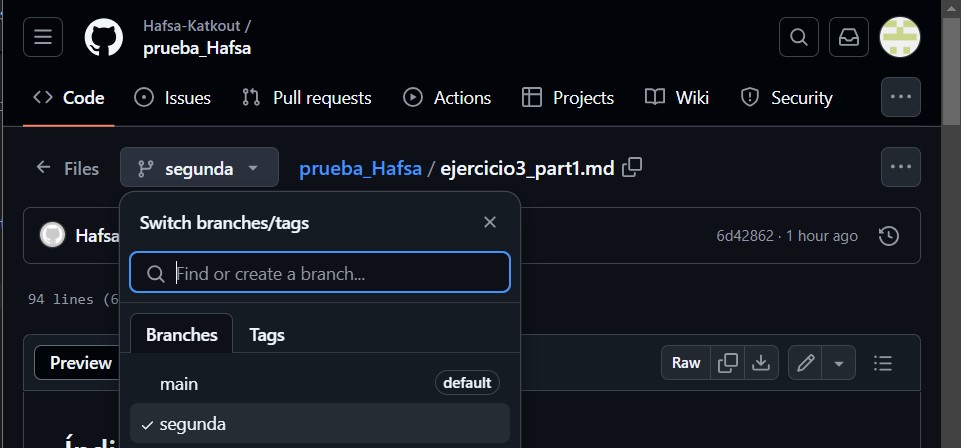 Hafsa-Katkout /
prueba_Hafsa
Code Issues Pull requests Actions Projects Wiki Security
Files segunda prueba_Hafsa / ejercicio3_part1.md
Switch branches/tags
Hafsa 6d42862 · 1 hour ago
Find or create a branch...
94 lines (6
Branches Tags
Preview Raw
main default
segunda
Índi